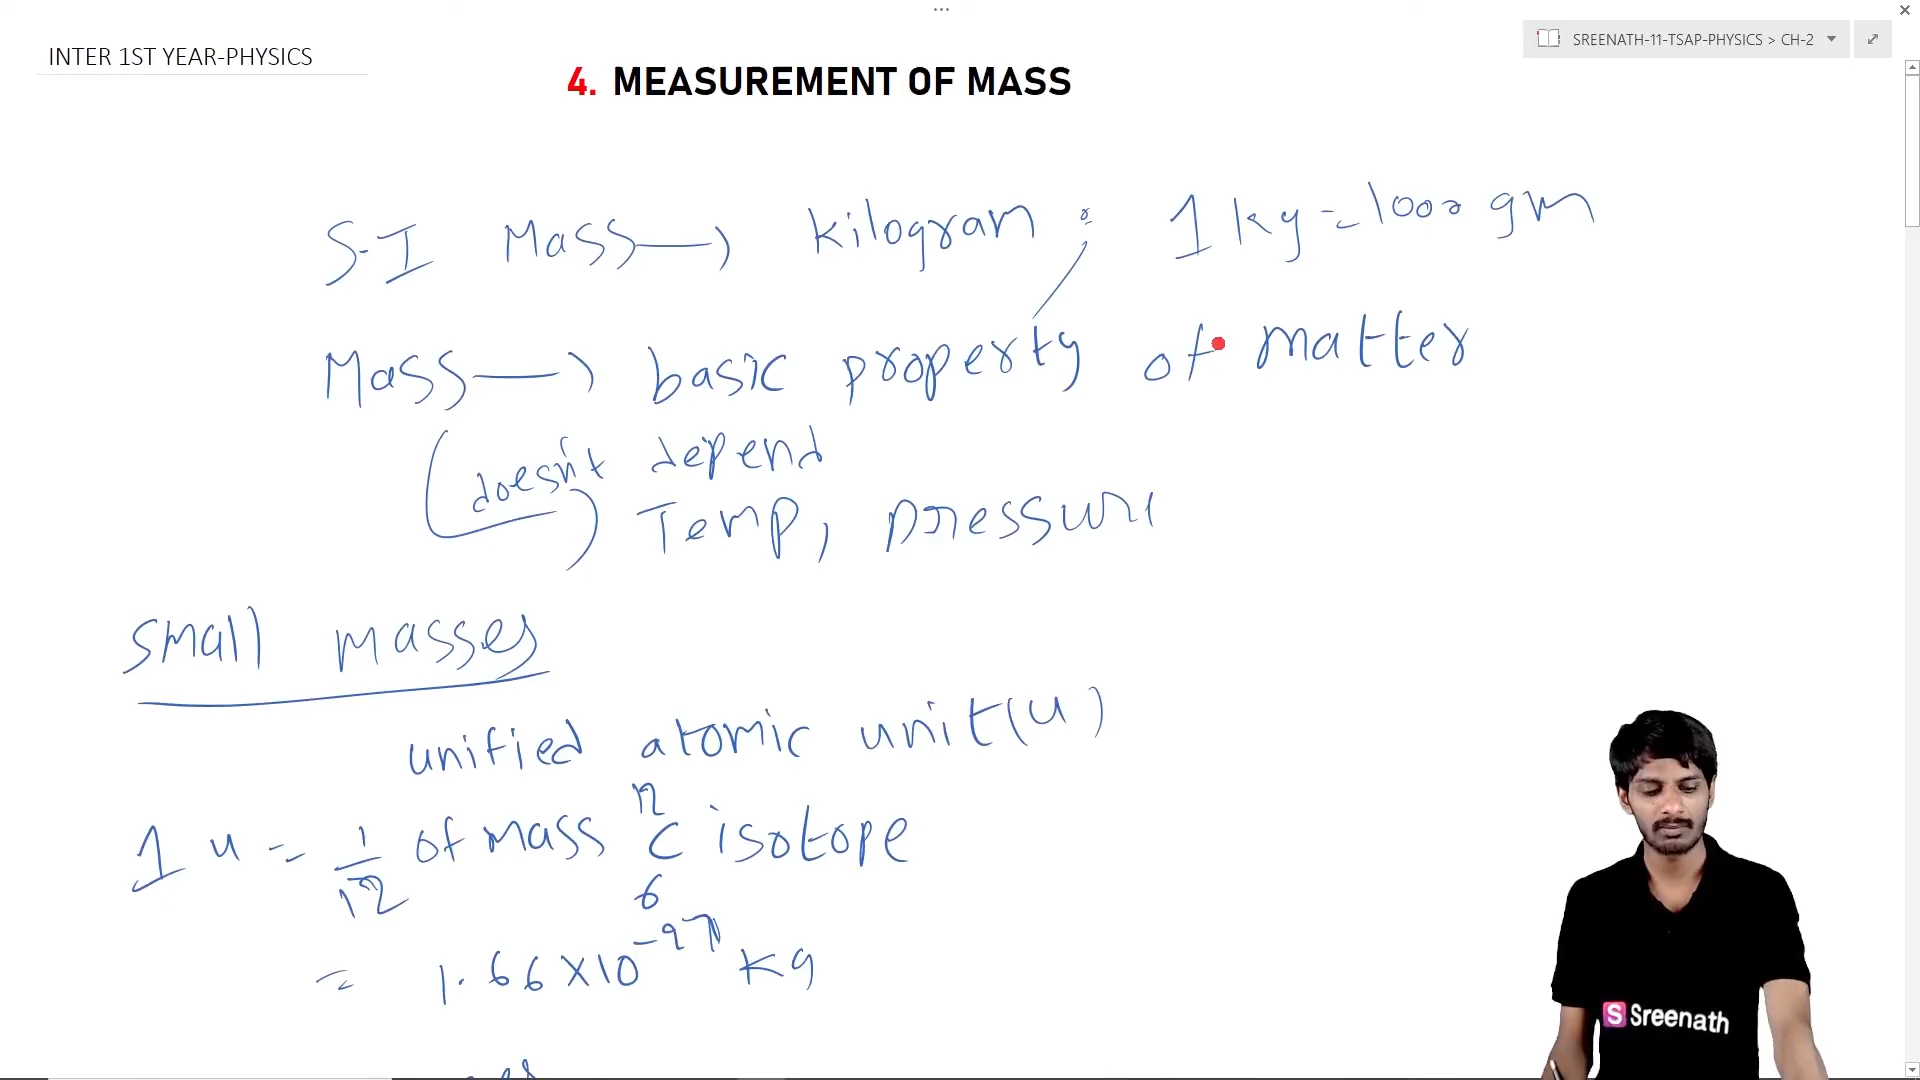 INTER 1ST YEAR-PHYSICS
SREENATH-11-TSAP-PHYSICS > CH-2
4. MEASUREMENT OF MASS
S.I Mass → kilogram ; 1 kg = 1000 gm
Mass → basic property of matter
(doesn't depend
Temp, pressure
small masses
unified atomic unit (u)
1 u = 1/12 of mass ¹²₆C isotope
= 1.66 × 10⁻²⁷ kg
S Sreenath